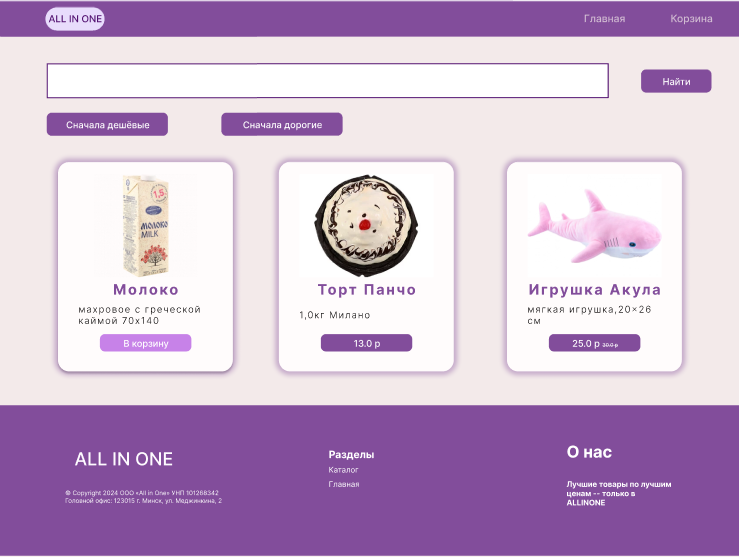 ALL IN ONE
Главная
Корзина
Найти
Сначала дешёвые
Сначала дорогие
1,5
МОЛОКО
MILK
Молоко
махровое с греческой
каймой 70х140
В корзину
Торт Панчо
1,0кг Милано
13.0 р
Игрушка Акула
мягкая игрушка,20×26
см
25.0 р 30.0 р
ALL IN ONE
© Copyright 2024 ООО «All in One» УНП 101268342
Головной офис: 123015 г. Минск, ул. Меджинкина, 2
Разделы
Каталог
Главная
О нас
Лучшие товары по лучшим
ценам -- только в
ALLINONE